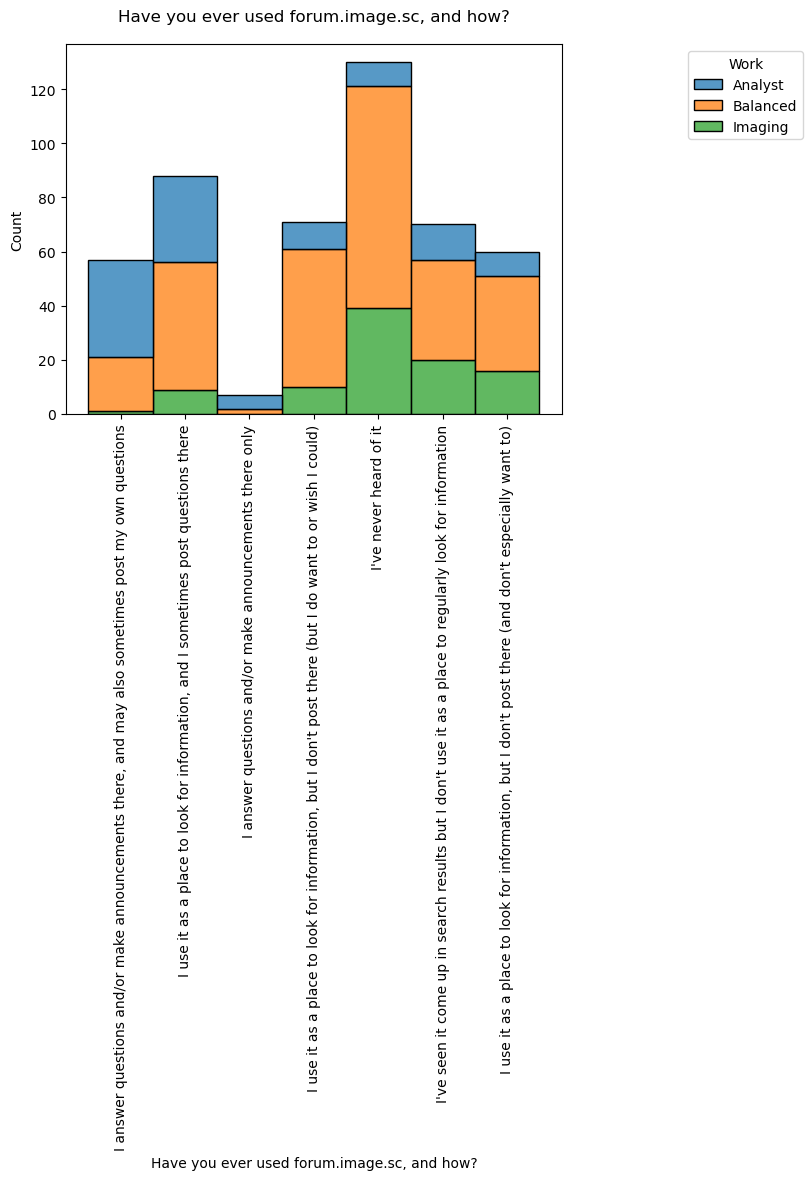 Have you ever used forum.image.sc, and how?
Work
Analyst
Balanced
Imaging
Count
120
100
80
60
40
20
0
I answer questions and/or make announcements there, and may also sometimes post my own questions
I use it as a place to look for information, and I sometimes post questions there
I answer questions and/or make announcements there only
I use it as a place to look for information, but I don't post there (but I do want to or wish I could)
I've never heard of it
I've seen it come up in search results but I don't use it as a place to regularly look for information
I use it as a place to look for information, but I don't post there (and don't especially want to)
Have you ever used forum.image.sc, and how?